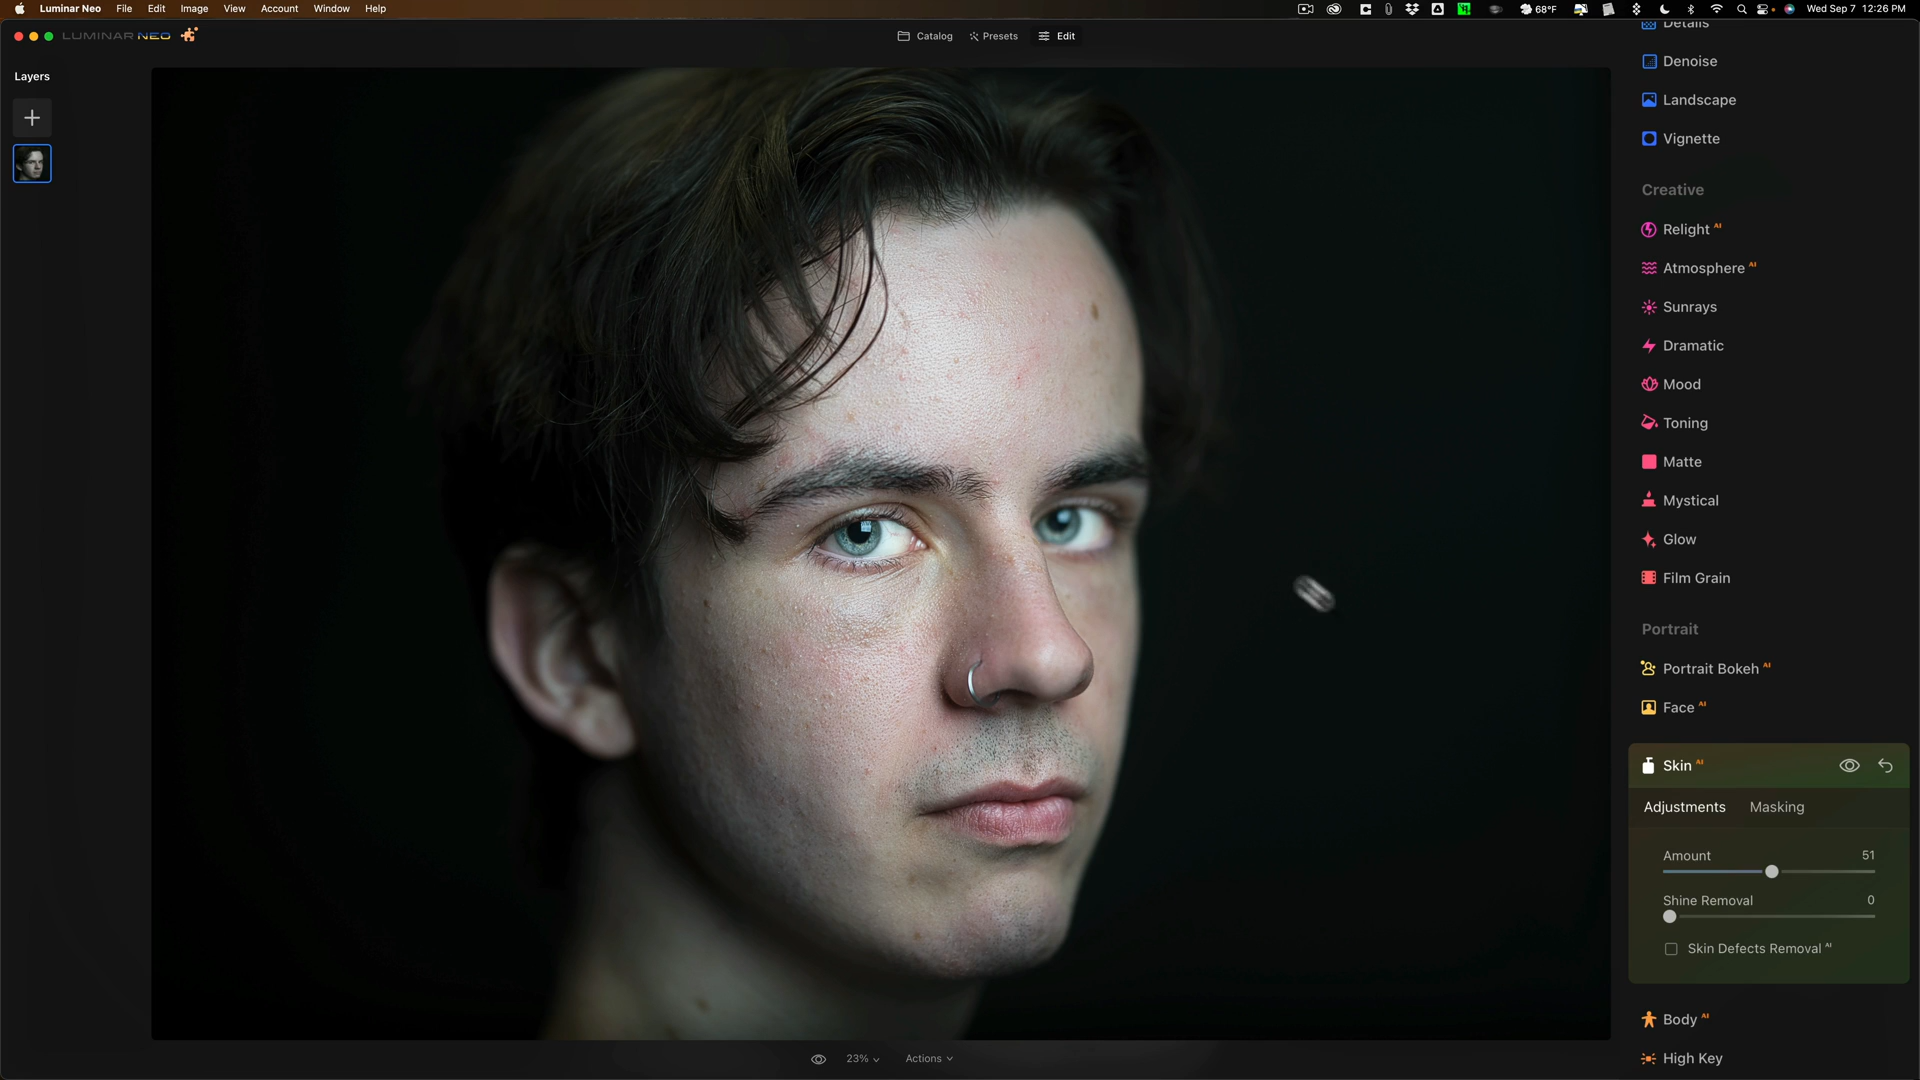 Luminar Neo File Edit Image View Account Window Help
68°F
Wed Sep 7 12:26 PM
LUMINAR NEO
Catalog Presets Edit
Layers
Details
Denoise
Landscape
Vignette
Creative
Relight AI
Atmosphere AI
Sunrays
Dramatic
Mood
Toning
Matte
Mystical
Glow
Film Grain
Portrait
Portrait Bokeh AI
Face AI
Skin AI
Adjustments Masking
Amount 51
Shine Removal 0
Skin Defects Removal AI
Body AI
High Key
23% Actions